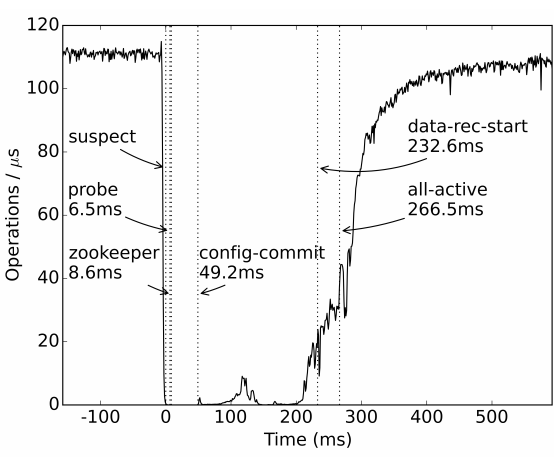 120
100
80
60
40
20
0
Operations / μs
suspect
probe
6.5ms
zookeeper
8.6ms
config-commit
49.2ms
data-rec-start
232.6ms
all-active
266.5ms
-100 0 100 200 300 400 500
Time (ms)